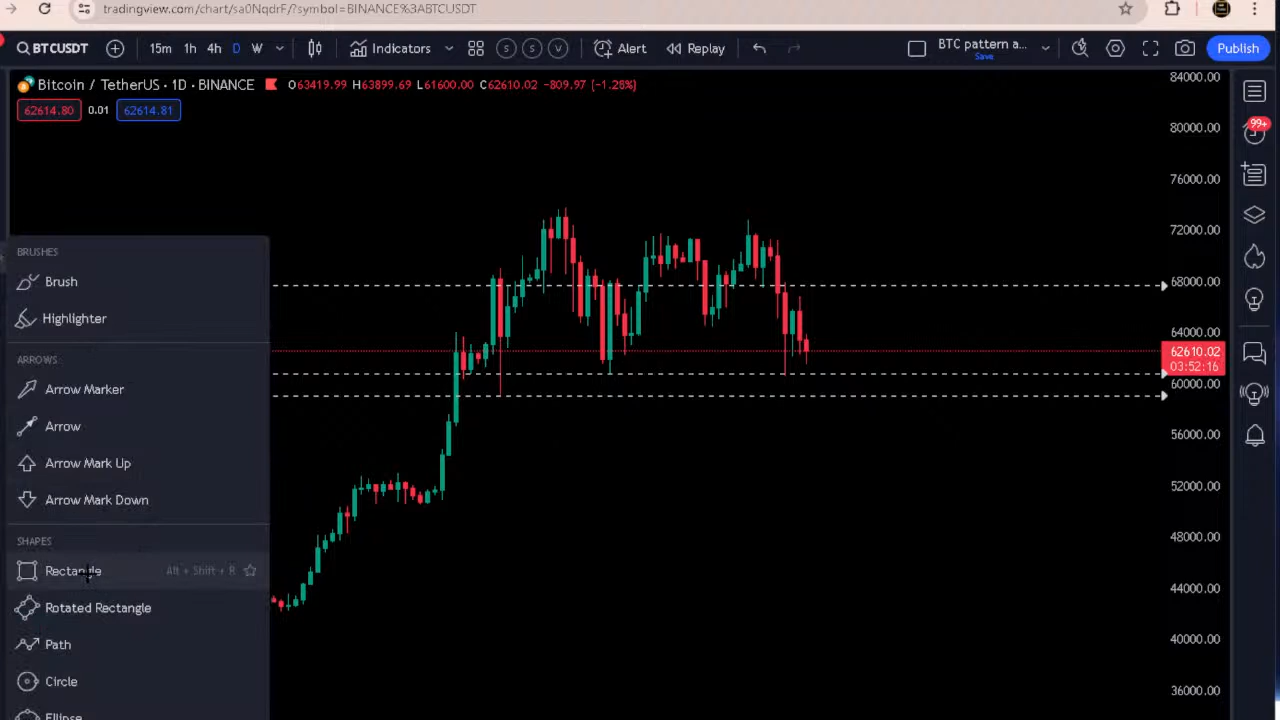 tradingview.com/chart/sa0NqdrF/?symbol=BINANCE%3ABTCUSDT
BTCUSDT 15m 1h 4h D W Indicators S S V Alert Replay BTC pattern a... Save Publish
Bitcoin / TetherUS · 1D · BINANCE O63419.99 H63899.69 L61600.00 C62610.02 -809.97 (-1.28%)
62614.80 0.01 62614.81
84000.00
80000.00
76000.00
72000.00
68000.00
64000.00
62610.02
03:52:16
60000.00
56000.00
52000.00
48000.00
44000.00
40000.00
36000.00
99+
BRUSHES
Brush
Highlighter
ARROWS
Arrow Marker
Arrow
Arrow Mark Up
Arrow Mark Down
SHAPES
Rectangle Alt + Shift + R
Rotated Rectangle
Path
Circle
Ellipse